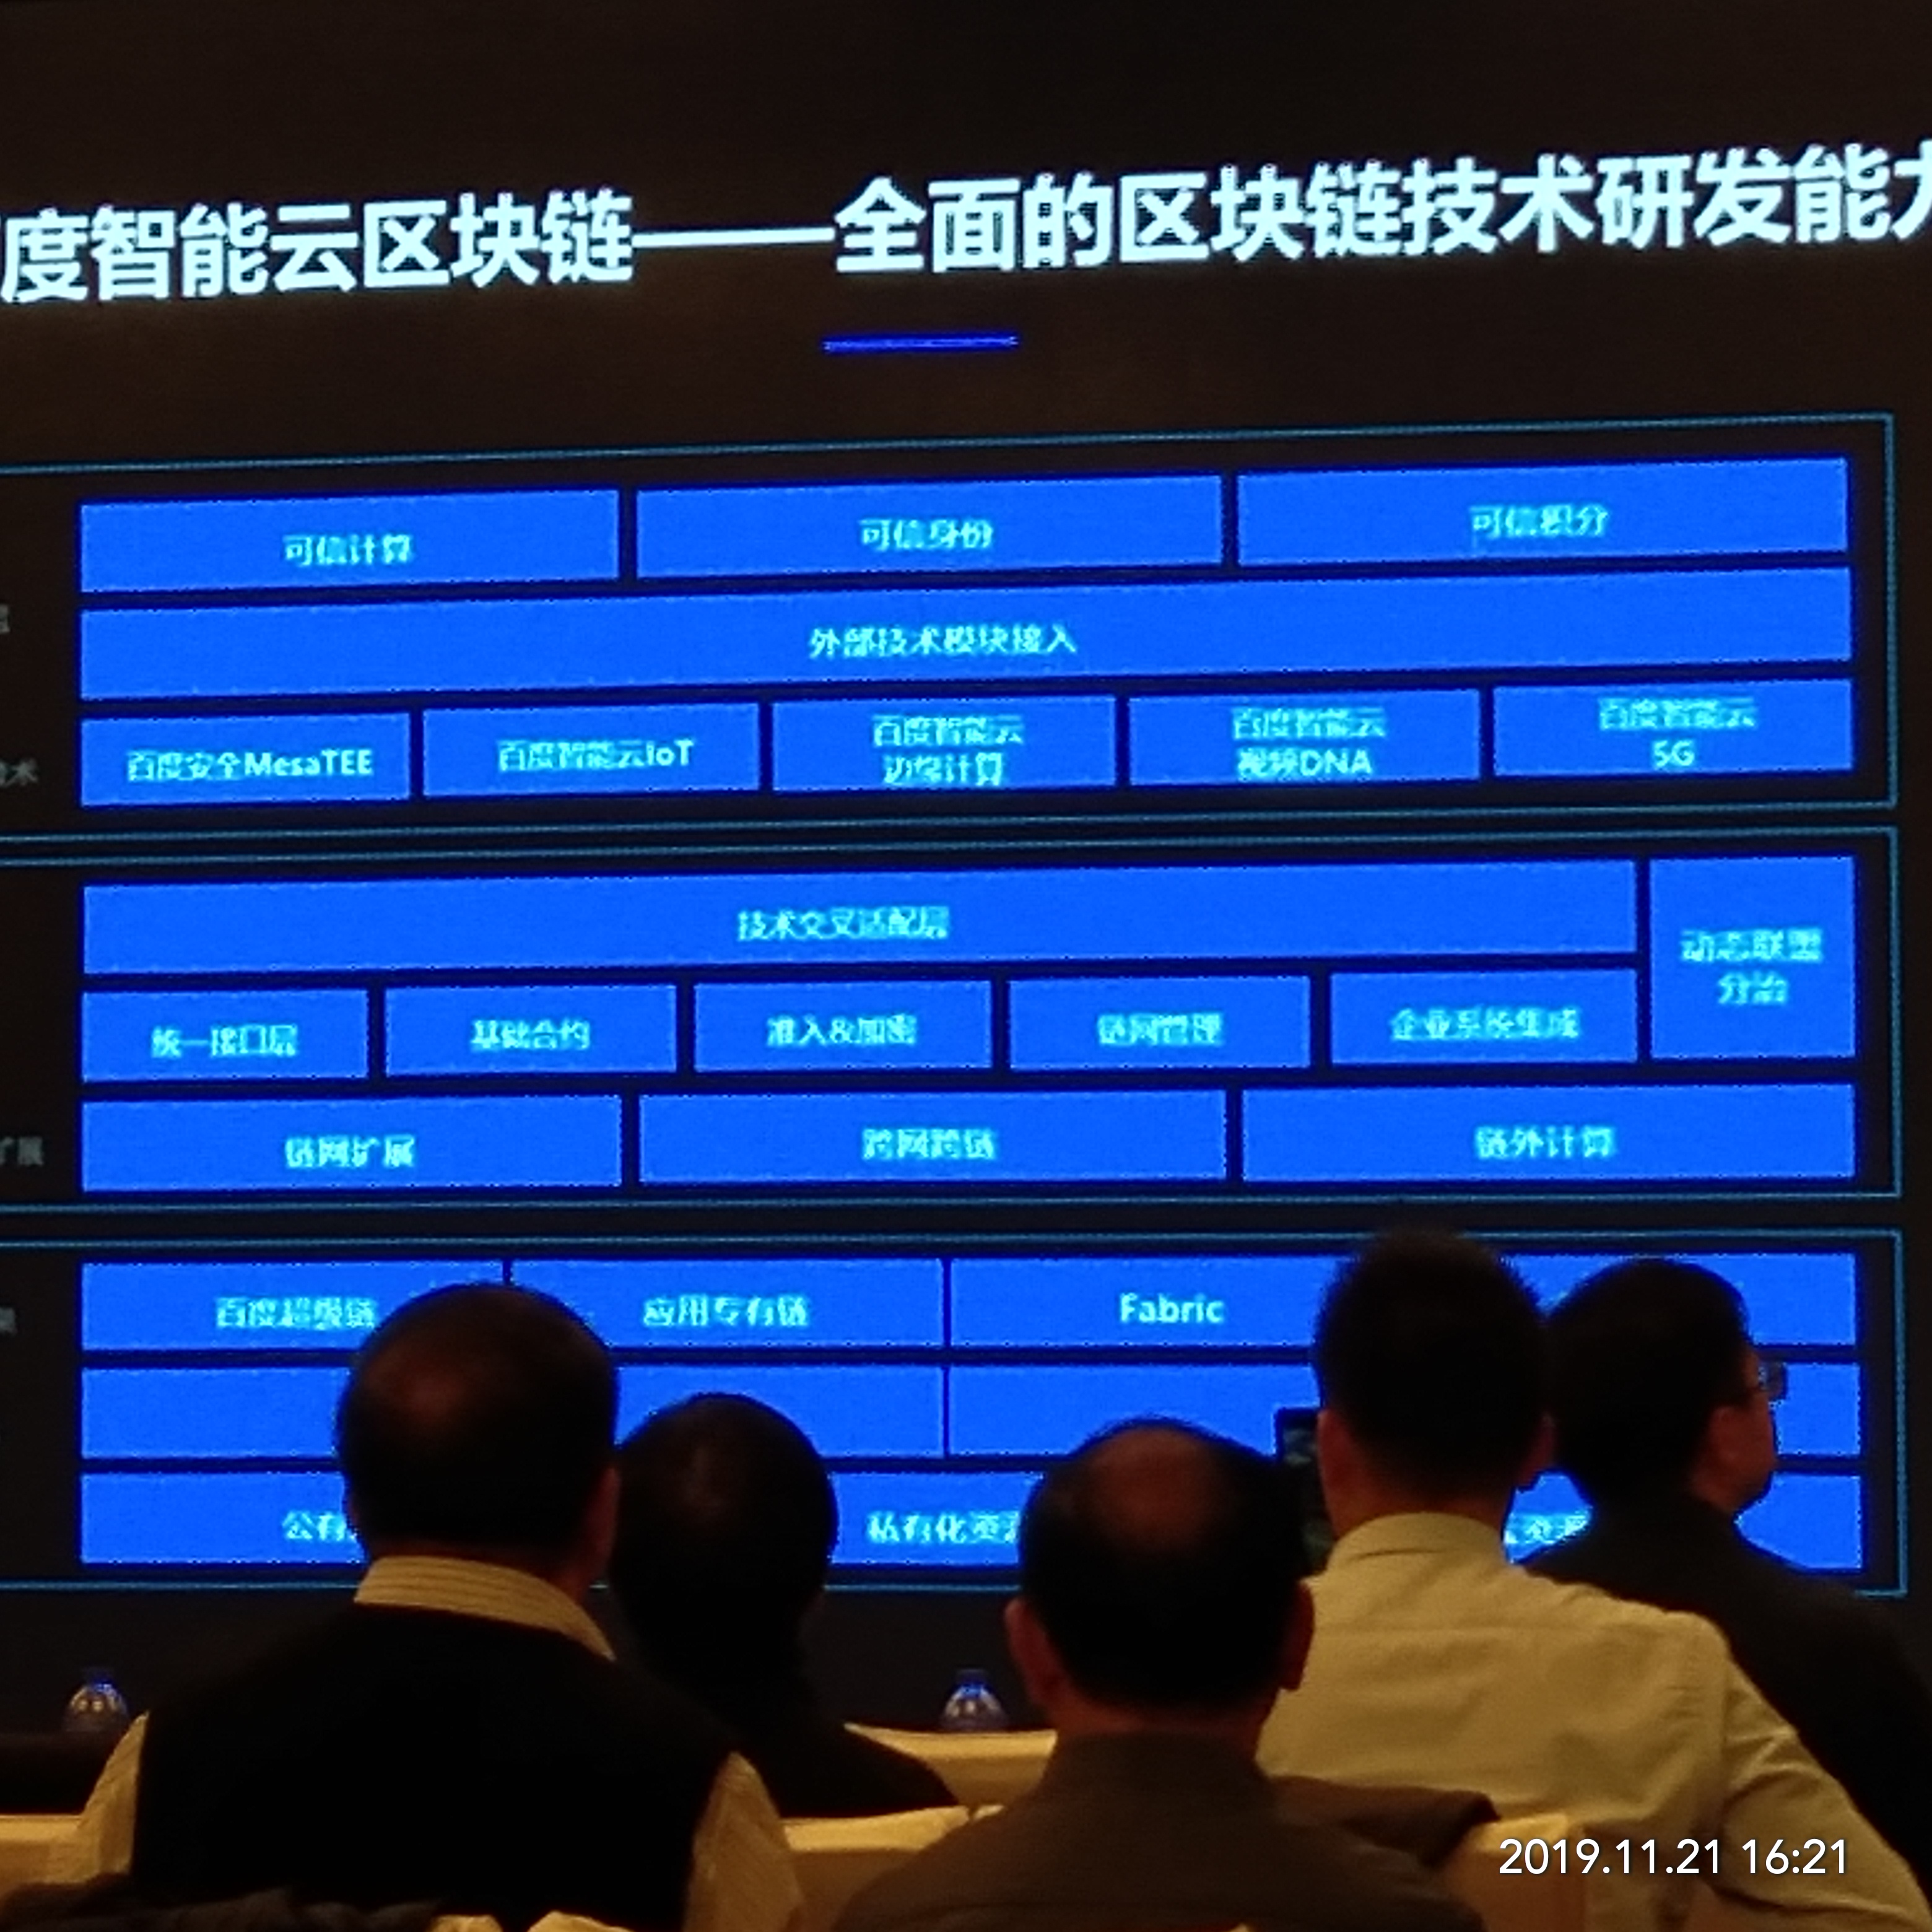 度智能云区块链——全面的区块链技术研发能
可信计算
可信身份
可信积分
外部技术模块接入
术
百度安全MesaTEE
百度智能云IoT
百度智能云
边缘计算
百度智能云
视频DNA
百度智能云
5G
技术交叉适配层
动态联盟
分治
统一接口层
基础合约
准入&加密
链网管理
企业系统集成
扩展
链网扩展
跨网跨链
链外计算
百度超级链
应用专有链
Fabric
公有
私有化资
资源
2019.11.21 16:21